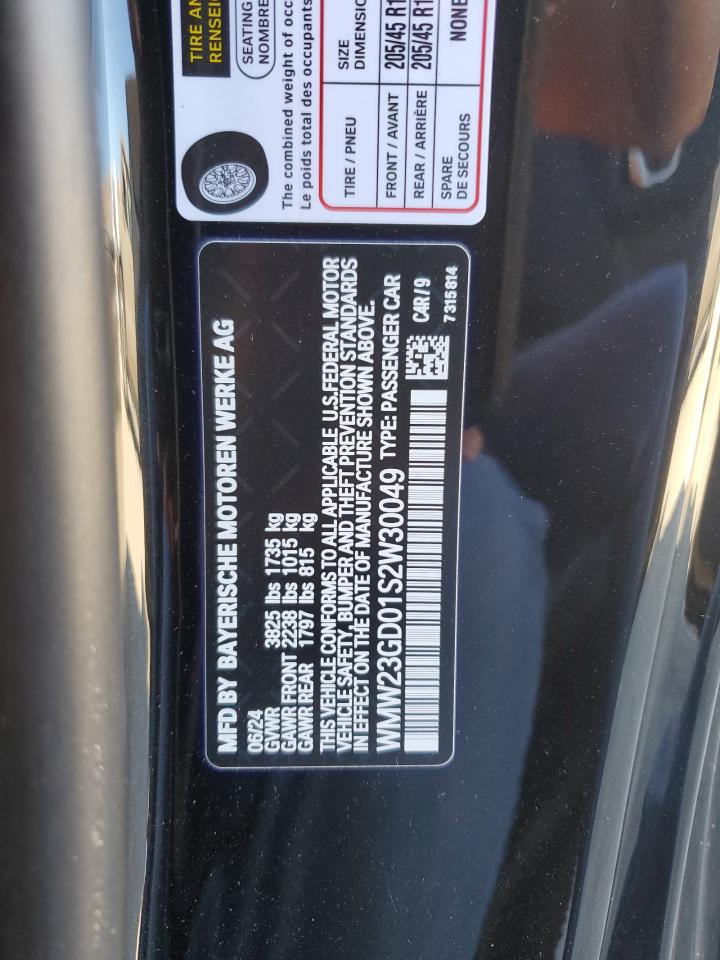 MFD BY BAYERISCHE MOTOREN WERKE AG
06/24
GVWR 3825 lbs 1735 kg
GAWR FRONT 2238 lbs 1015 kg
GAWR REAR 1797 lbs 815 kg
THIS VEHICLE CONFORMS TO ALL APPLICABLE U.S.FEDERAL MOTOR
VEHICLE SAFETY, BUMPER AND THEFT PREVENTION STANDARDS
IN EFFECT ON THE DATE OF MANUFACTURE SHOWN ABOVE.
WMW23GD01S2W30049 TYPE: PASSENGER CAR
C4R/9
7315814
TIRE AN
RENSEI
SEATING
NOMBRE
The combined weight of occ
Le poids total des occupants
TIRE / PNEU SIZE
DIMENSIO
FRONT / AVANT 205/45 R1
REAR / ARRIÈRE 205/45 R1
SPARE NONE
DE SECOURS